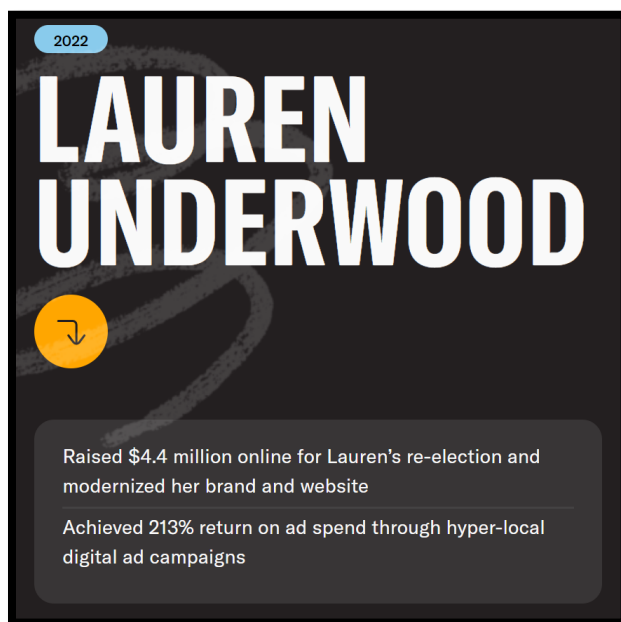 2022
LAUREN
UNDERWOOD
Raised $4.4 million online for Lauren’s re-election and
modernized her brand and website
Achieved 213% return on ad spend through hyper-local
digital ad campaigns